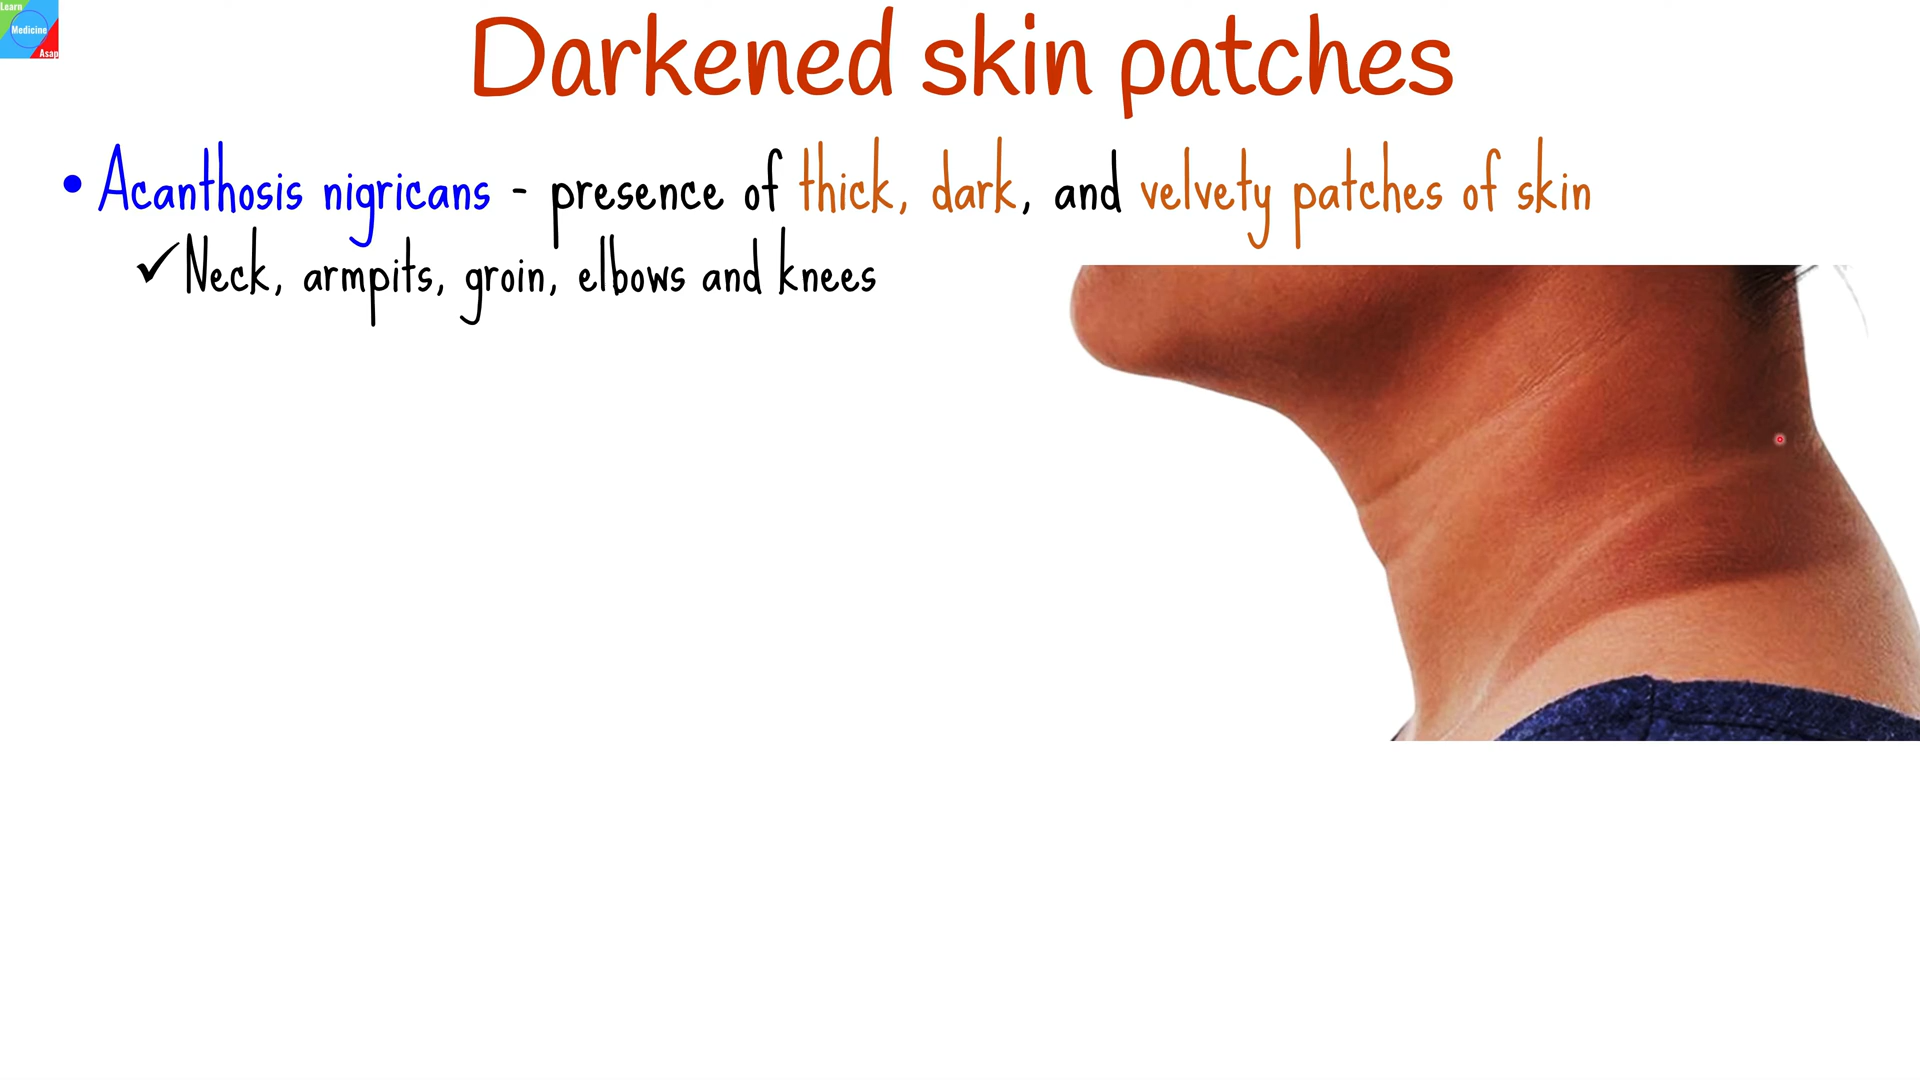 Learn
Medicine
Asap
Darkened skin patches
• Acanthosis nigricans - presence of thick, dark, and velvety patches of skin
✓Neck, armpits, groin, elbows and knees